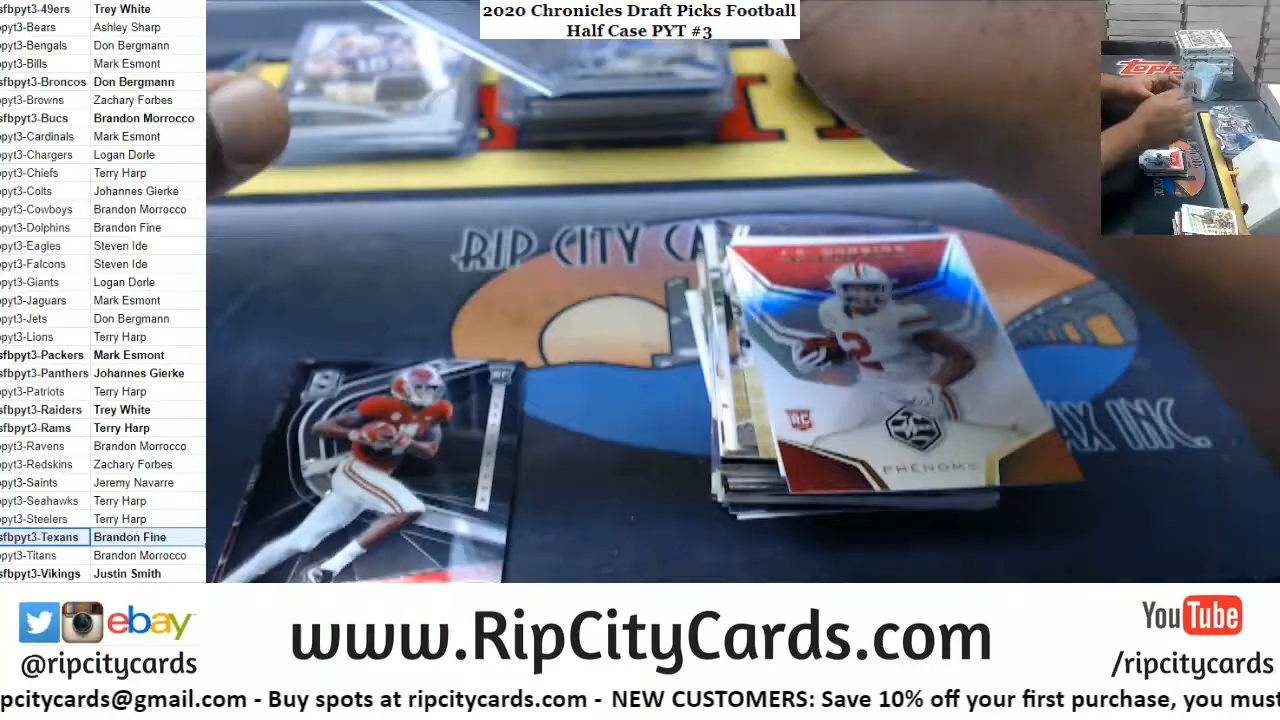 sfbpyt3-49ers Trey White
pyt3-Bears Ashley Sharp
pyt3-Bengals Don Bergmann
pyt3-Bills Mark Esmont
sfbpyt3-Broncos Don Bergmann
pyt3-Browns Zachary Forbes
sfbpyt3-Bucs Brandon Morrocco
pyt3-Cardinals Mark Esmont
pyt3-Chargers Logan Dorle
pyt3-Chiefs Terry Harp
pyt3-Colts Johannes Gierke
pyt3-Cowboys Brandon Morrocco
pyt3-Dolphins Brandon Fine
pyt3-Eagles Steven Ide
pyt3-Falcons Steven Ide
pyt3-Giants Logan Dorle
pyt3-Jaguars Mark Esmont
pyt3-Jets Don Bergmann
pyt3-Lions Terry Harp
sfbpyt3-Packers Mark Esmont
sfbpyt3-Panthers Johannes Gierke
pyt3-Patriots Terry Harp
sfbpyt3-Raiders Trey White
sfbpyt3-Rams Terry Harp
pyt3-Ravens Brandon Morrocco
pyt3-Redskins Zachary Forbes
pyt3-Saints Jeremy Navarre
pyt3-Seahawks Terry Harp
pyt3-Steelers Terry Harp
sfbpyt3-Texans Brandon Fine
pyt3-Titans Brandon Morrocco
sfbpyt3-Vikings Justin Smith
2020 Chronicles Draft Picks Football
Half Case PYT #3
Topps
RIP CITY CA
AX INC.
RC
2
RC
PHENOMS
ebay
@ripcitycards
www.RipCityCards.com
YouTube
/ripcitycards
pcitycards@gmail.com - Buy spots at ripcitycards.com - NEW CUSTOMERS: Save 10% off your first purchase, you must